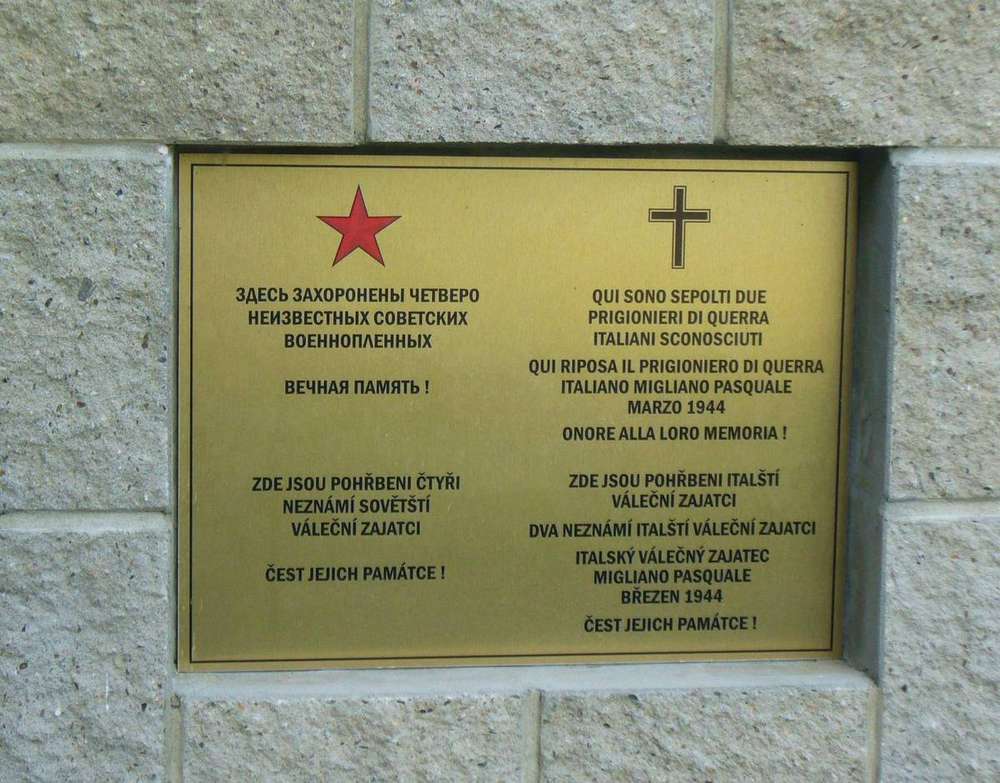 ЗДЕСЬ ЗАХОРОНЕНЫ ЧЕТВЕРО
НЕИЗВЕСТНЫХ СОВЕТСКИХ
ВОЕННОПЛЕННЫХ
ВЕЧНАЯ ПАМЯТЬ !
ZDE JSOU POHŘBENI ČTYŘI
NEZNÁMÍ SOVĚTŠTÍ
VÁLEČNÍ ZAJATCI
ČEST JEJICH PAMÁTCE !
QUI SONO SEPOLTI DUE
PRIGIONIERI DI QUERRA
ITALIANI SCONOSCIUTI
QUI RIPOSA IL PRIGIONIERO DI QUERRA
ITALIANO MIGLIANO PASQUALE
MARZO 1944
ONORE ALLA LORO MEMORIA !
ZDE JSOU POHŘBENI ITALŠTÍ
VÁLEČNÍ ZAJATCI
DVA NEZNÁMÍ ITALŠTÍ VÁLEČNÍ ZAJATCI
ITALSKÝ VÁLEČNÝ ZAJATEC
MIGLIANO PASQUALE
BŘEZEN 1944
ČEST JEJICH PAMÁTCE !